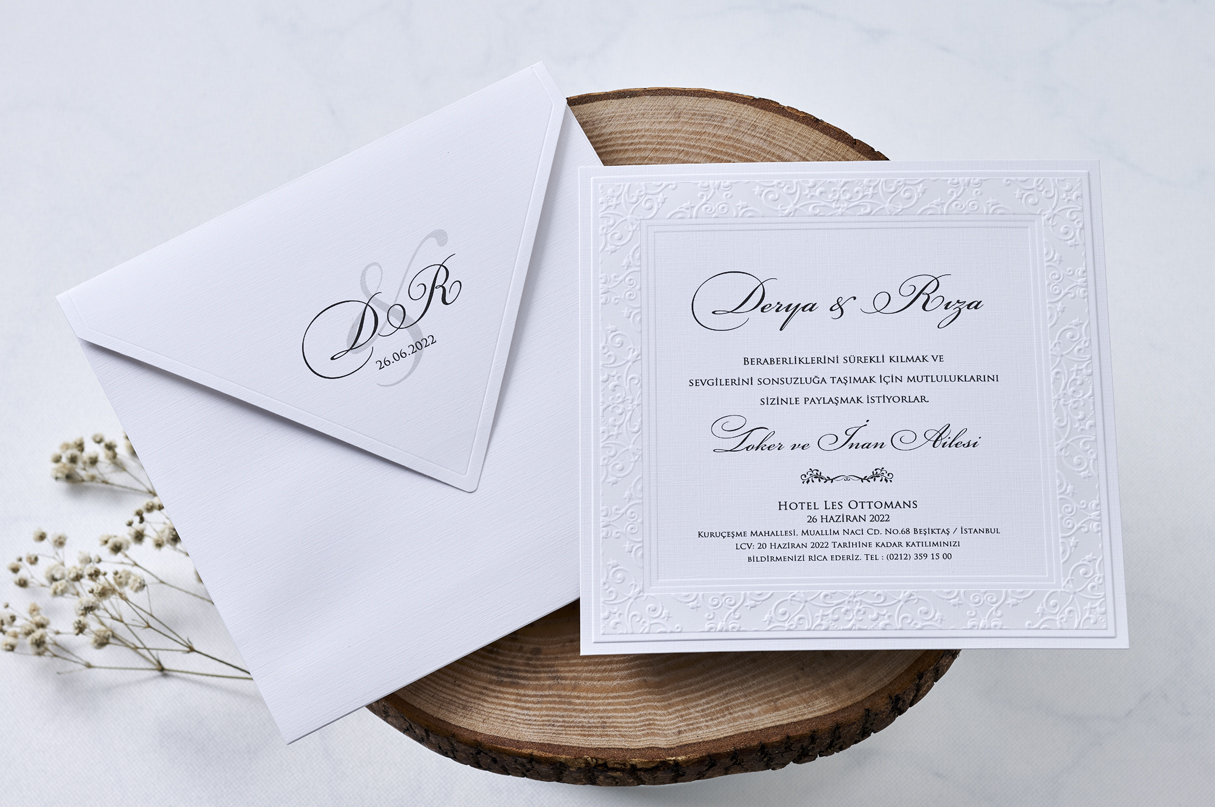 D & R
26.06.2022
Derya & Rıza
Beraberliklerini sürekli kılmak ve
sevgilerini sonsuzluğa taşımak için mutluluklarını
sizinle paylaşmak istiyorlar.
Toker ve İnan Ailesi
Hotel Les Ottomans
26 HAZİRAN 2022
Kuruçeşme Mahallesi, Muallim Naci Cd. No.68 Beşiktaş / İstanbul
LCV: 20 Haziran 2022 Tarihine kadar katılımınızı
bildirmenizi rica ederiz. Tel : (0212) 359 15 00